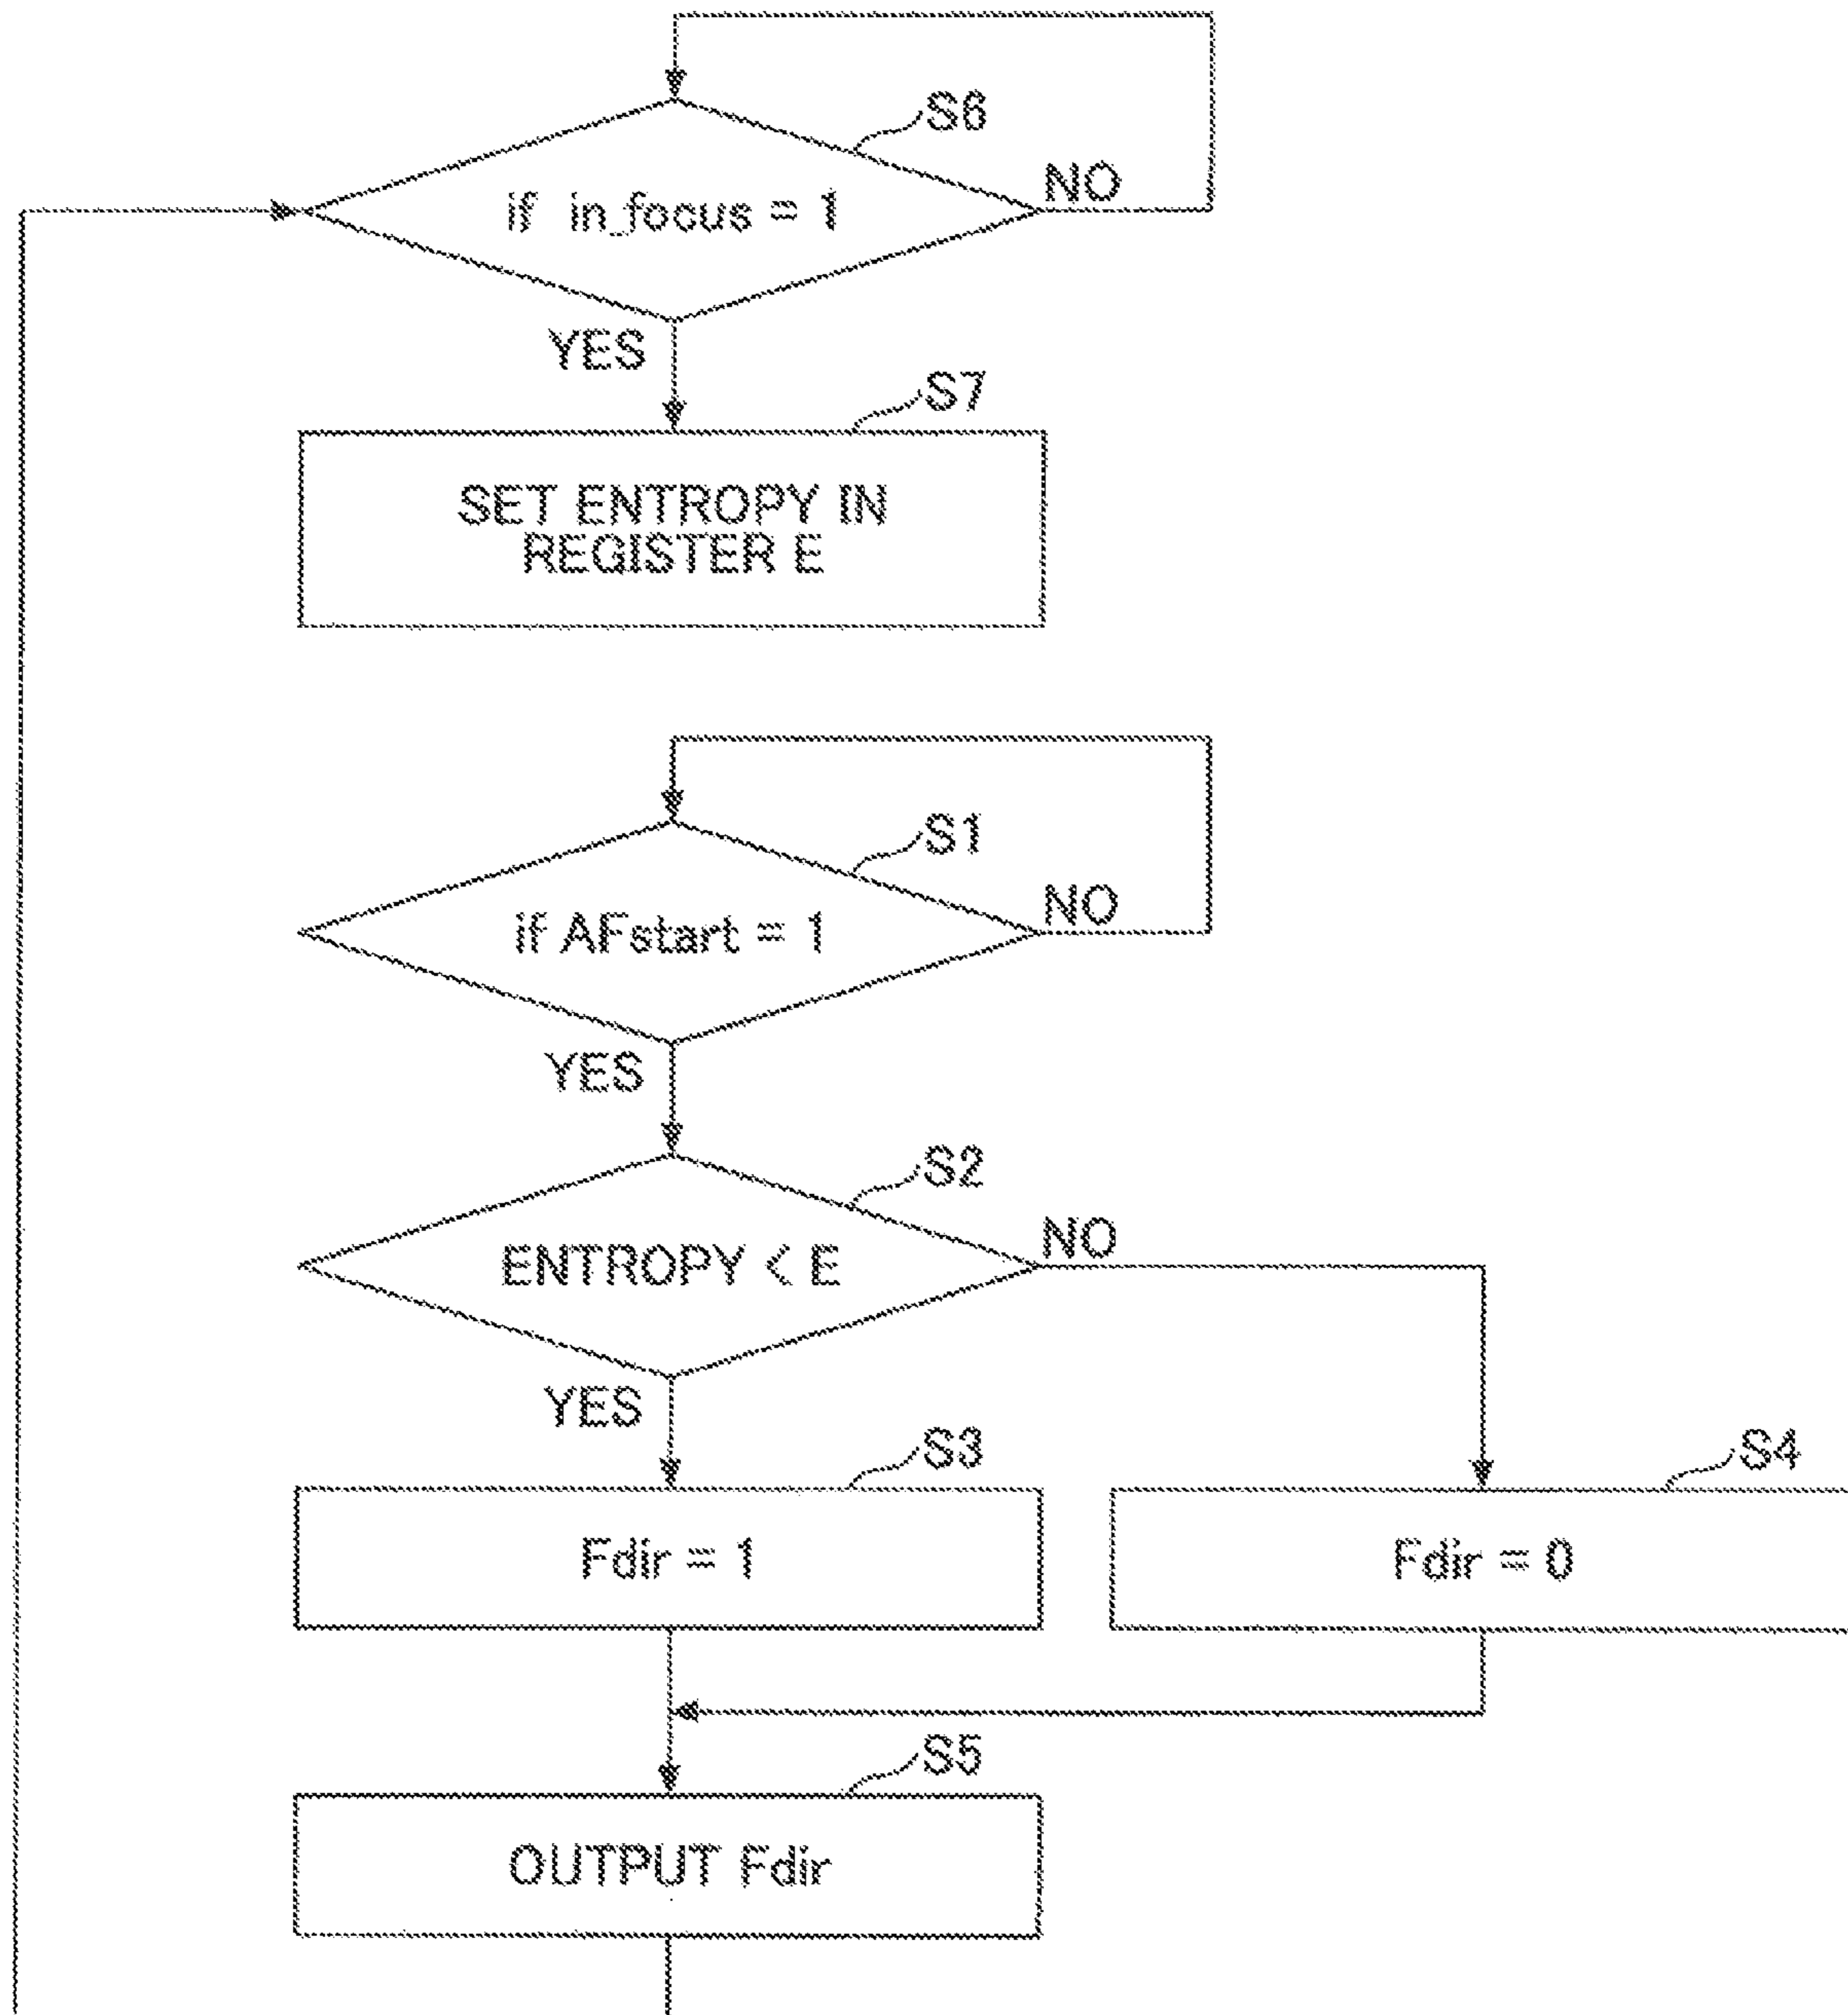 S6
if in_focus = 1
NO
YES
S7
SET ENTROPY IN
REGISTER E
S1
if AFstart = 1
NO
YES
S2
ENTROPY < E
NO
YES
S3
S4
Fdir = 1
Fdir = 0
S5
OUTPUT Fdir